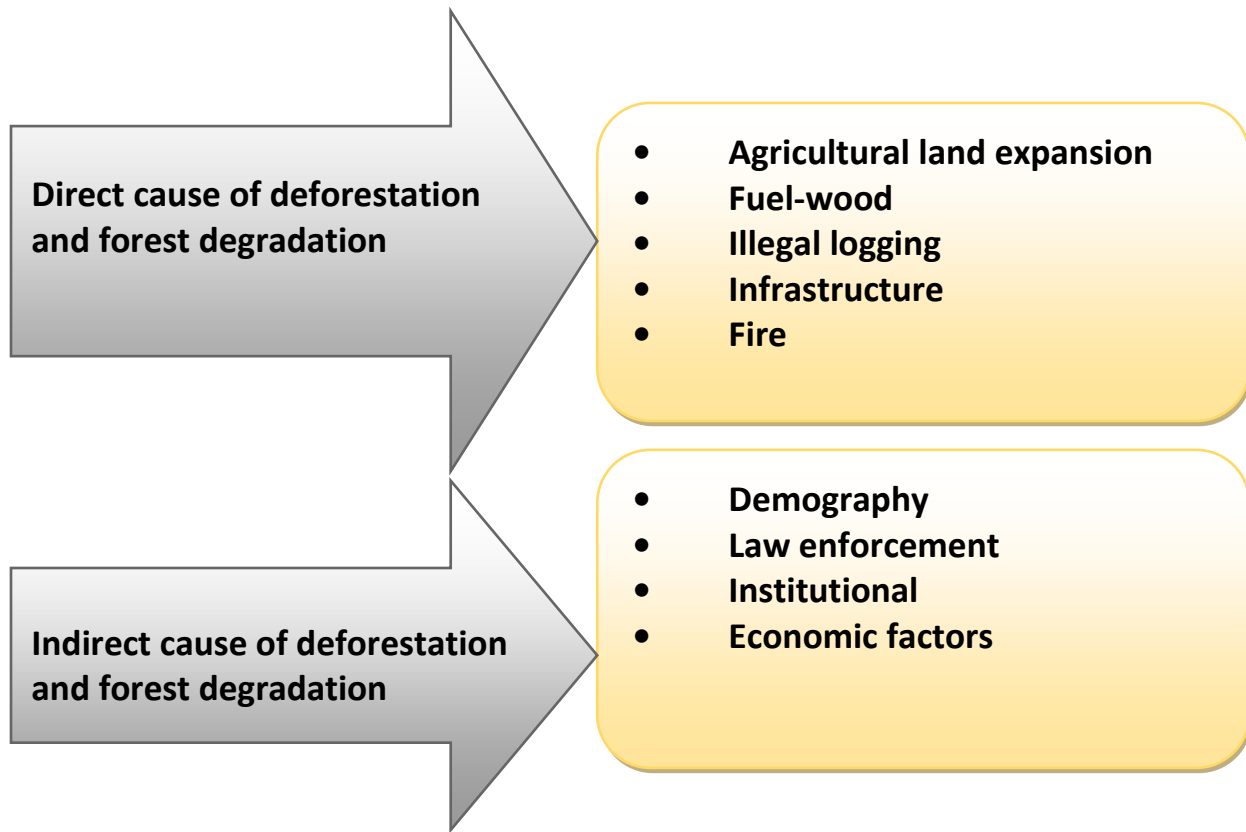 Direct cause of deforestation
and forest degradation
• Agricultural land expansion
• Fuel-wood
• Illegal logging
• Infrastructure
• Fire
Indirect cause of deforestation
and forest degradation
• Demography
• Law enforcement
• Institutional
• Economic factors